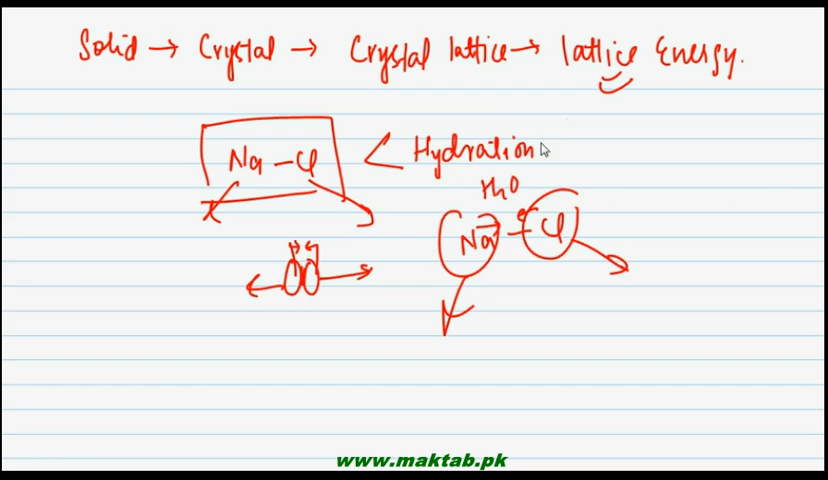 Solid → Crystal → Crystal lattice → lattice Energy.
Na – Cl < Hydration
H2O
Na – Cl
www.maktab.pk